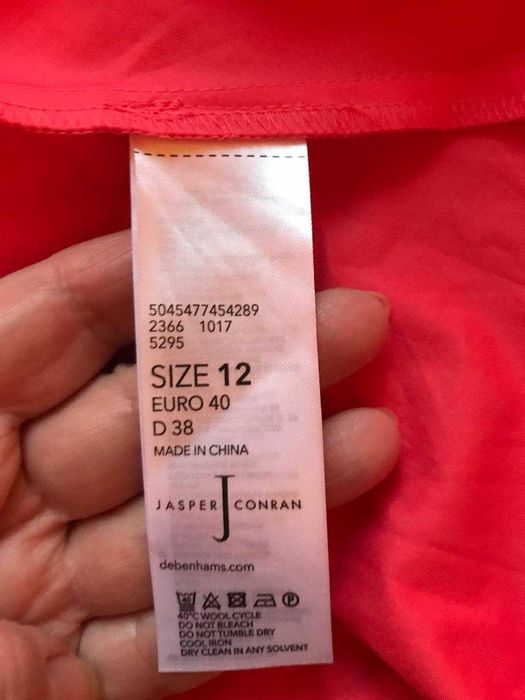 5045477454289
2366 1017
5295
SIZE 12
EURO 40
D 38
MADE IN CHINA
J
JASPER CONRAN
debenhams.com
40 P
40°C WOOL CYCLE
DO NOT BLEACH
DO NOT TUMBLE DRY
COOL IRON
DRY CLEAN IN ANY SOLVENT